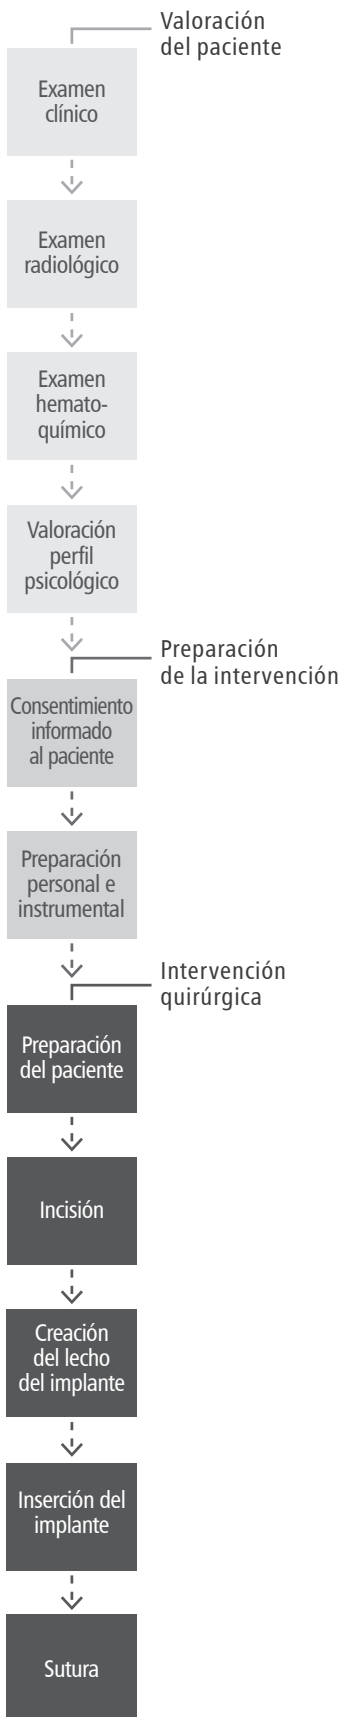 Valoración
del paciente
Examen
clínico
Examen
radiológico
Examen
hemato-
químico
Valoración
perfil
psicológico
Preparación
de la intervención
Consentimiento
informado
al paciente
Preparación
personal e
instrumental
Intervención
quirúrgica
Preparación
del paciente
Incisión
Creación
del lecho
del implante
Inserción del
implante
Sutura